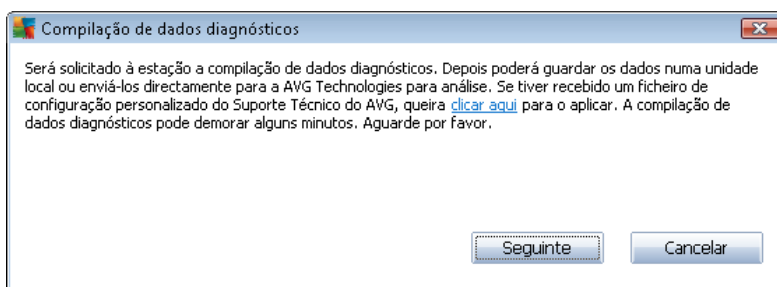 Compilação de dados diagnósticos
Será solicitado à estação a compilação de dados diagnósticos. Depois poderá guardar os dados numa unidade
local ou enviá-los directamente para a AVG Technologies para análise. Se tiver recebido um ficheiro de
configuração personalizado do Suporte Técnico do AVG, queira clicar aqui para o aplicar. A compilação de
dados diagnósticos pode demorar alguns minutos. Aguarde por favor.
Seguinte
Cancelar